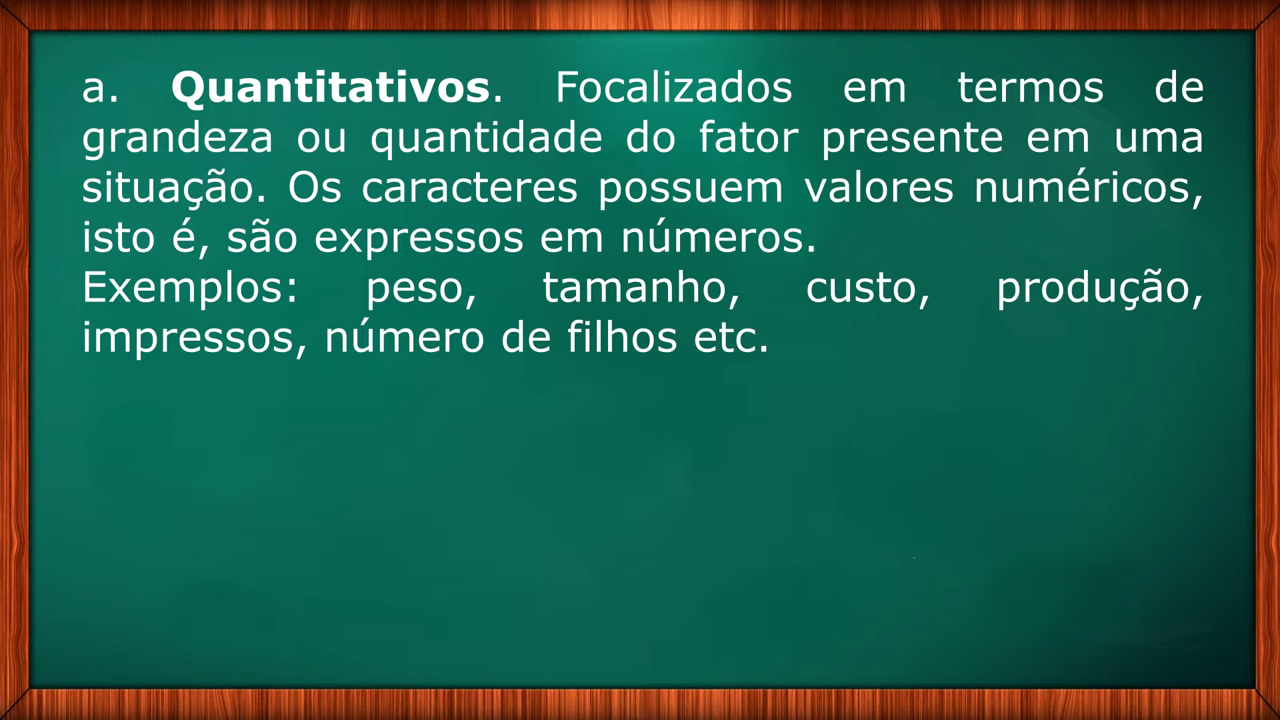 a. Quantitativos. Focalizados em termos de
grandeza ou quantidade do fator presente em uma
situação. Os caracteres possuem valores numéricos,
isto é, são expressos em números.
Exemplos: peso, tamanho, custo, produção,
impressos, número de filhos etc.